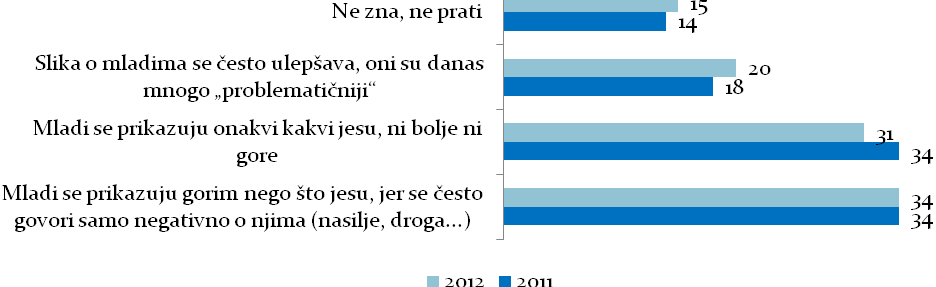 Ne zna, ne prati
15
14
Slika o mladima se često ulepšava, oni su danas
mnogo „problematičniji“
20
18
Mladi se prikazuju onakvi kakvi jesu, ni bolje ni
gore
31
34
Mladi se prikazuju gorim nego što jesu, jer se često
govori samo negativno o njima (nasilje, droga...)
34
34
2012 2011